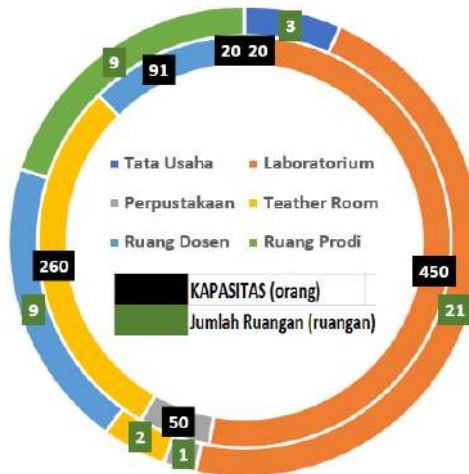 3
9
91
20 20
Tata Usaha Laboratorium
Perpustakaan Teather Room
Ruang Dosen Ruang Prodi
260
450
KAPASITAS (orang)
9
21
Jumlah Ruangan (ruangan)
50
2
1